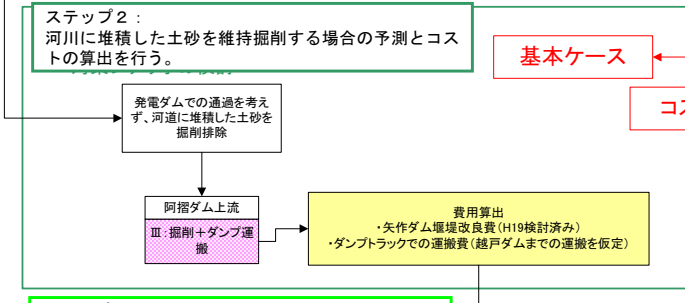 ステップ２：
河川に堆積した土砂を維持掘削する場合の予測とコス
トの算出を行う。
基本ケース
コス
発電ダムでの通過を考え
ず、河道に堆積した土砂を
掘削排除
阿摺ダム上流
Ⅲ：掘削＋ダンプ運
搬
費用算出
・矢作ダム堰堤改良費（H19検討済み）
・ダンプトラックでの運搬費（越戸ダムまでの運搬を仮定）